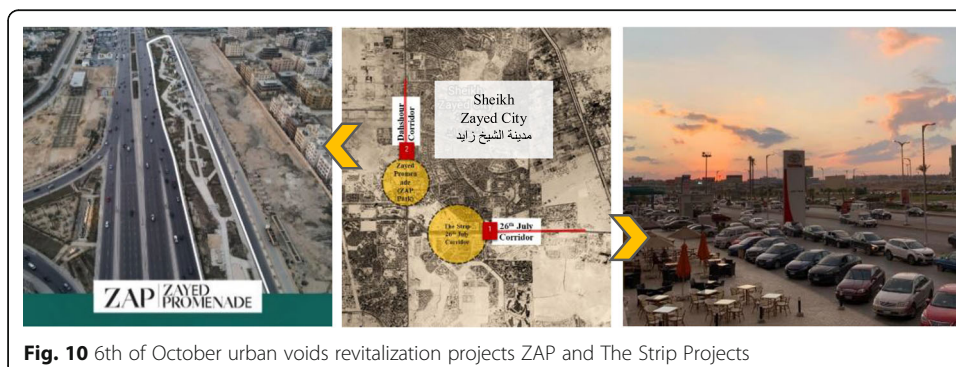 ZAP ZAYED
PROMENADE
Sheikh
Zayed City
مدينة الشيخ زايد
Dahshour
Corridor
2
Zayed
Promen
ade
(ZAP
Park)
The Strip
26th July
Corridor
1
26th July
Corridor
Fig. 10 6th of October urban voids revitalization projects ZAP and The Strip Projects